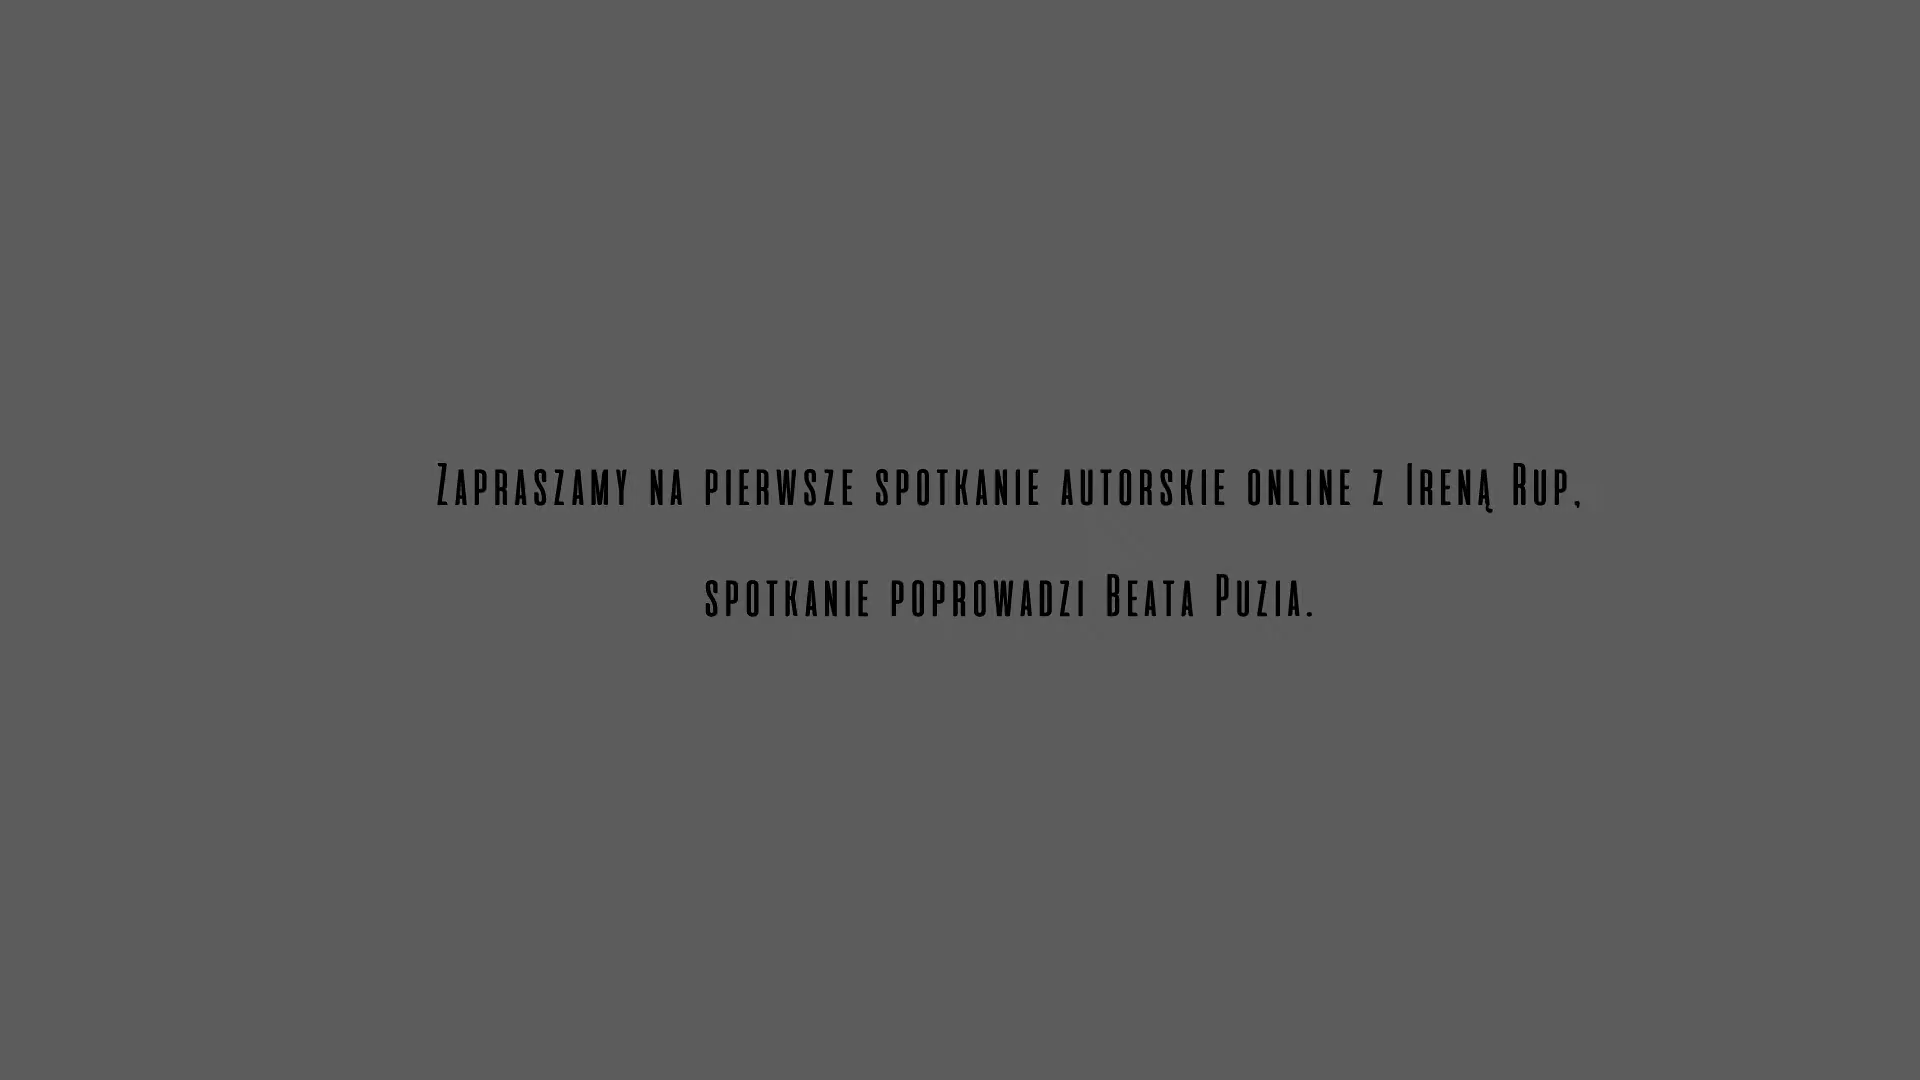 Zapraszamy na pierwsze spotkanie autorskie online z Ireną Rup,
spotkanie poprowadzi Beata Puzia.